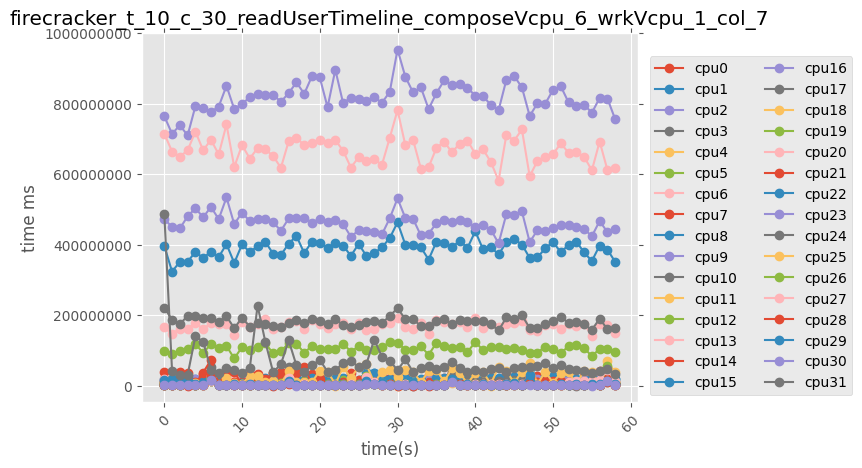 firecracker_t_10_c_30_readUserTimeline_composeVcpu_6_wrkVcpu_1_col_7
1000000000
800000000
600000000
400000000
200000000
0
time ms
0
10
20
30
40
50
60
time(s)
cpu0
cpu1
cpu2
cpu3
cpu4
cpu5
cpu6
cpu7
cpu8
cpu9
cpu10
cpu11
cpu12
cpu13
cpu14
cpu15
cpu16
cpu17
cpu18
cpu19
cpu20
cpu21
cpu22
cpu23
cpu24
cpu25
cpu26
cpu27
cpu28
cpu29
cpu30
cpu31